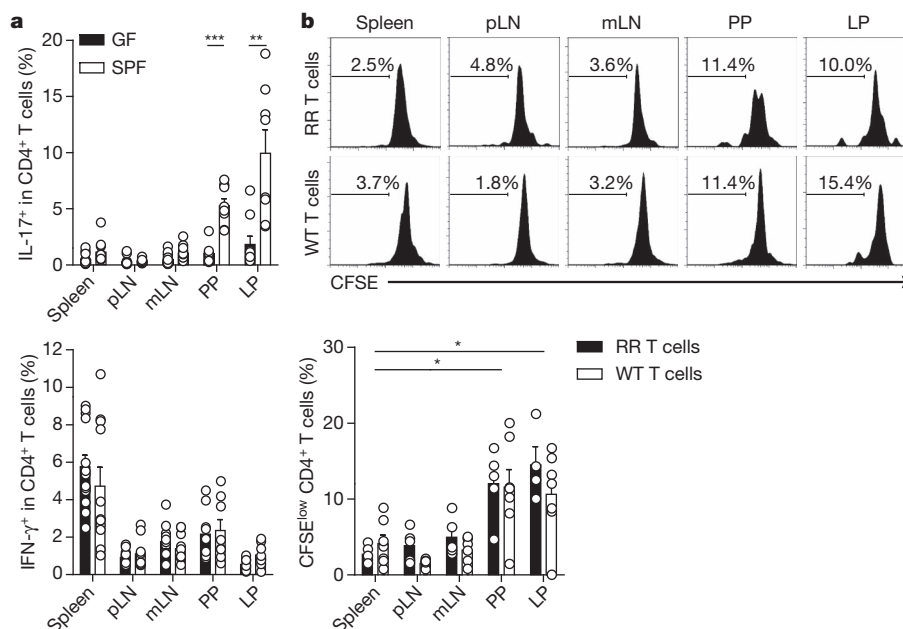 a
GF
SPF
***
**
IL-17⁺ in CD4⁺ T cells (%)
20
15
10
5
0
Spleen
pLN
mLN
PP
LP
b
Spleen
pLN
mLN
PP
LP
RR T cells
2.5%
4.8%
3.6%
11.4%
10.0%
WT T cells
3.7%
1.8%
3.2%
11.4%
15.4%
CFSE
IFN-γ⁺ in CD4⁺ T cells (%)
12
10
8
6
4
2
0
Spleen
pLN
mLN
PP
LP
CFSEˡᵒʷ CD4⁺ T cells (%)
30
20
10
0
*
*
Spleen
pLN
mLN
PP
LP
RR T cells
WT T cells